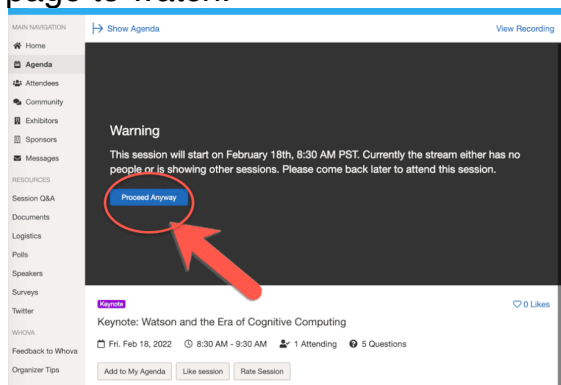 page to watch.
MAIN NAVIGATION
Home
Agenda
Attendees
Community
Exhibitors
Sponsors
Messages
RESOURCES
Session Q&A
Documents
Logistics
Polls
Speakers
Surveys
Twitter
WHOVA
Feedback to Whova
Organizer Tips
Show Agenda
View Recording
Warning
This session will start on February 18th, 8:30 AM PST. Currently the stream either has no
people or is showing other sessions. Please come back later to attend this session.
Proceed Anyway
Keynote
0 Likes
Keynote: Watson and the Era of Cognitive Computing
Fri. Feb 18, 2022 8:30 AM - 9:30 AM 1 Attending 5 Questions
Add to My Agenda Like session Rate Session